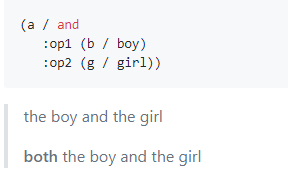 (a / and
:op1 (b / boy)
:op2 (g / girl))
the boy and the girl
both the boy and the girl